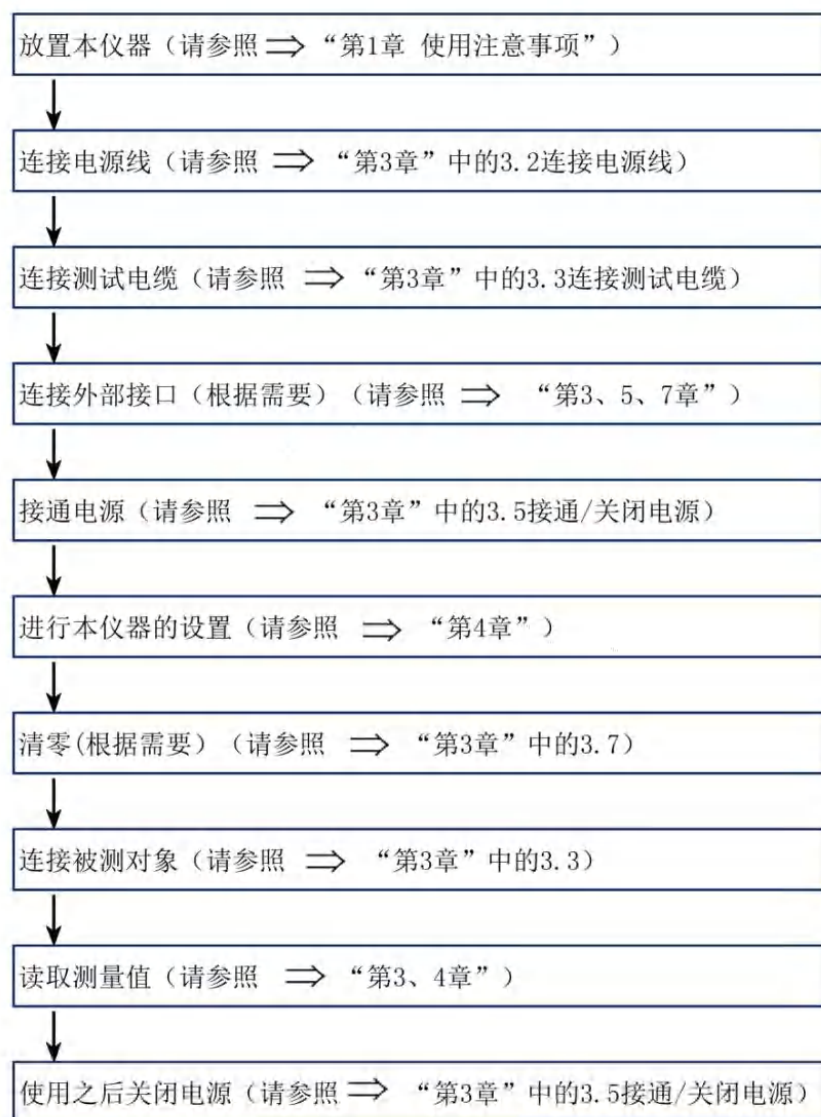 放置本仪器（请参照⇒“第1章 使用注意事项”）
连接电源线（请参照 ⇒ “第3章”中的3.2连接电源线）
连接测试电缆（请参照 ⇒ “第3章”中的3.3连接测试电缆）
连接外部接口（根据需要）（请参照 ⇒ “第3、5、7章”）
接通电源（请参照 ⇒ “第3章”中的3.5接通/关闭电源）
进行本仪器的设置（请参照 ⇒ “第4章”）
清零(根据需要）（请参照 ⇒ “第3章”中的3.7）
连接被测对象（请参照 ⇒ “第3章”中的3.3）
读取测量值（请参照 ⇒ “第3、4章”）
使用之后关闭电源（请参照⇒ “第3章”中的3.5接通/关闭电源）